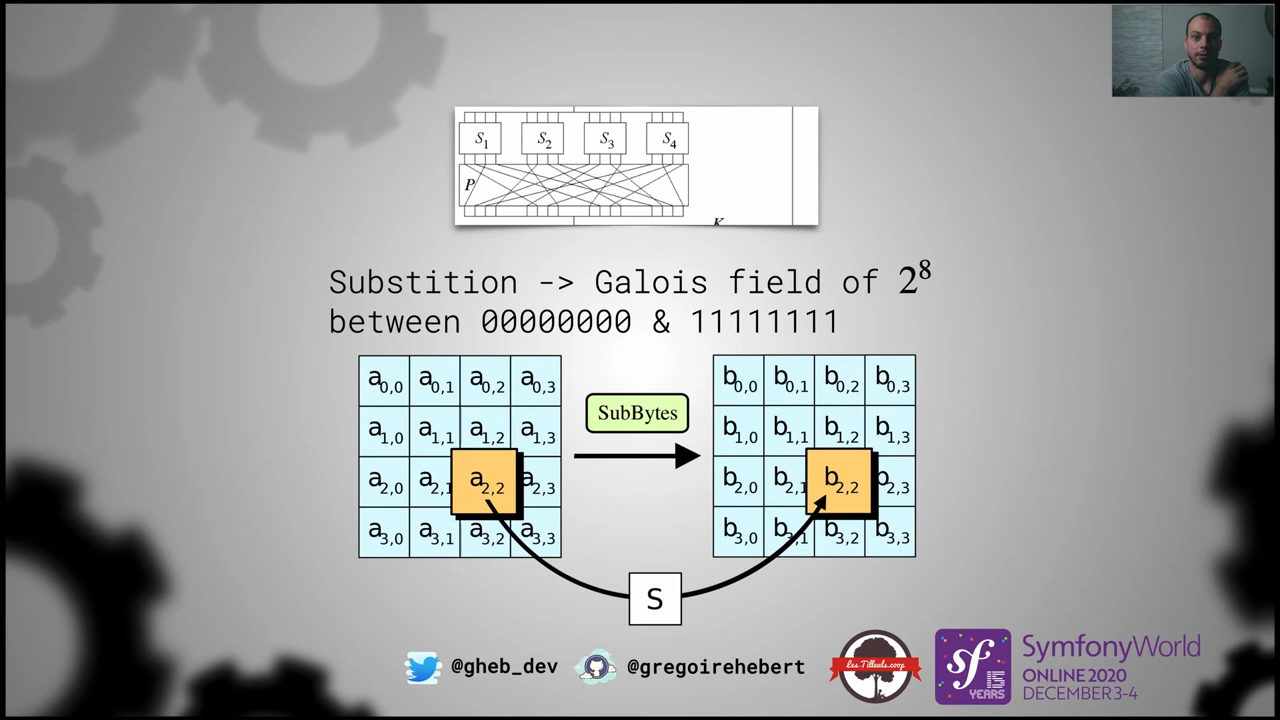 S1 S2 S3 S4
P
K
Substition -> Galois field of 2⁸
between 00000000 & 11111111
a0,0 a0,1 a0,2 a0,3
b0,0 b0,1 b0,2 b0,3
SubBytes
a1,0 a1,1 a1,2 a1,3
b1,0 b1,1 b1,2 b1,3
a2,0 a2,1 a2,2 a2,3
b2,0 b2,1 b2,2 b2,3
a3,0 a3,1 a3,2 a3,3
b3,0 b3,1 b3,2 b3,3
S
@gheb_dev
@gregoirehebert
Les-Tilleuls.coop
sf
15
YEARS
SymfonyWorld
ONLINE 2020
DECEMBER 3-4